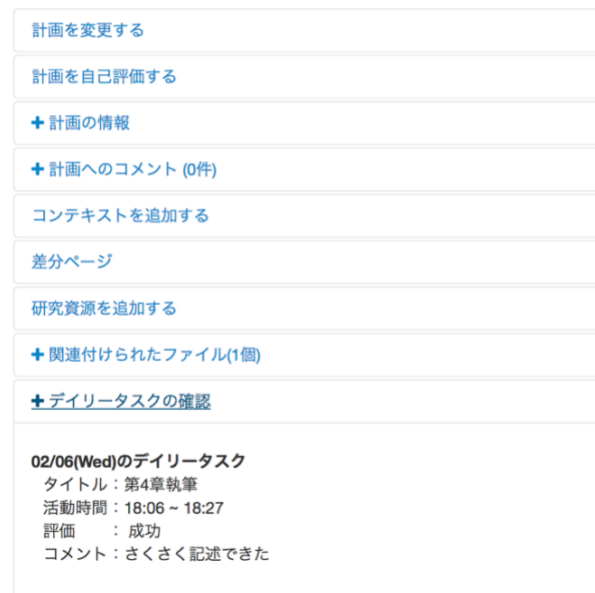 計画を変更する
計画を自己評価する
+ 計画の情報
+ 計画へのコメント (0件)
コンテキストを追加する
差分ページ
研究資源を追加する
+ 関連付けられたファイル(1個)
+ デイリータスクの確認
02/06(Wed)のデイリータスク
タイトル：第4章執筆
活動時間：18:06 ~ 18:27
評価　　： 成功
コメント：さくさく記述できた